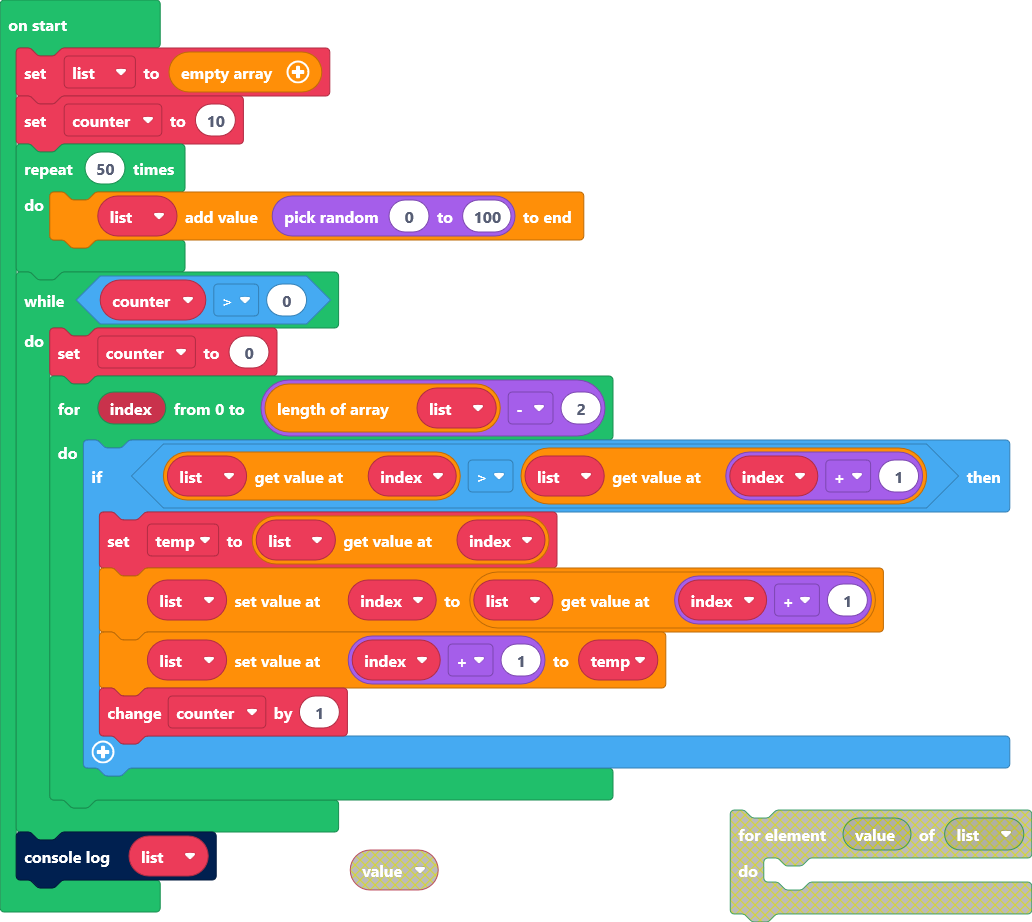 on start
set list to empty array
set counter to 10
repeat 50 times
do list add value pick random 0 to 100 to end
while counter > 0
do set counter to 0
for index from 0 to length of array list - 2
do
if list get value at index > list get value at index + 1 then
set temp to list get value at index
list set value at index to list get value at index + 1
list set value at index + 1 to temp
change counter by 1
console log list
value
for element value of list
do